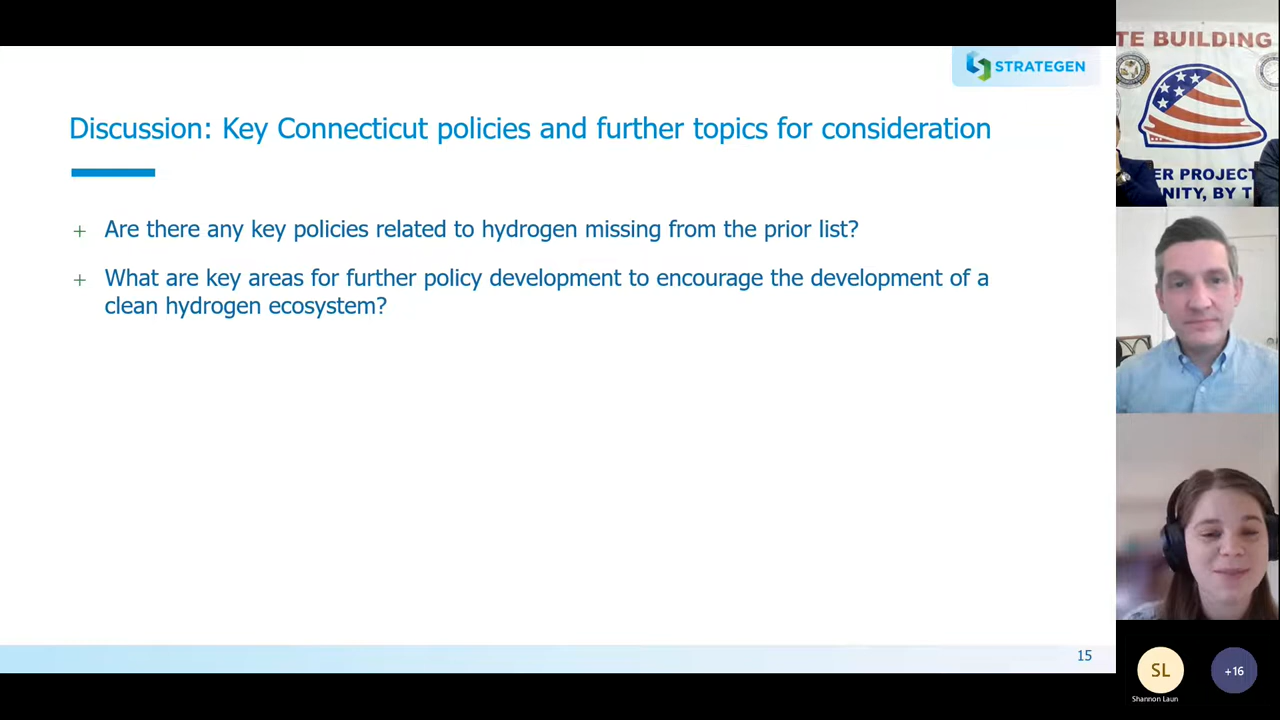 STRATEGEN
Discussion: Key Connecticut policies and further topics for consideration
+ Are there any key policies related to hydrogen missing from the prior list?
+ What are key areas for further policy development to encourage the development of a
clean hydrogen ecosystem?
15
TE BUILDING
ER PROJECT
NITY, BY T
SL
+16
Shannon Laun